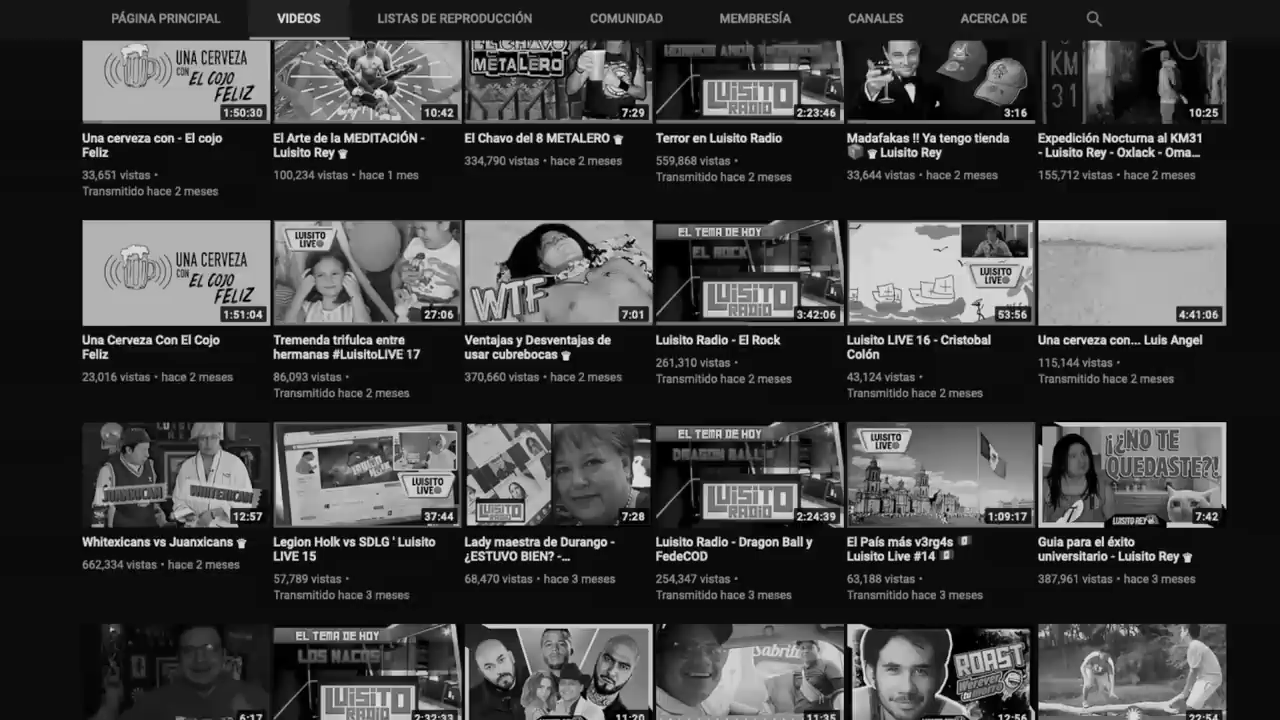 PÁGINA PRINCIPAL VIDEOS LISTAS DE REPRODUCCIÓN COMUNIDAD MEMBRESÍA CANALES ACERCA DE
UNA CERVEZA
CON
EL COJO
FELIZ
1:50:30
10:42
EL CHAVO
METALERO
7:29
LUISITO
RADIO
2:23:46
3:16
KM
31
10:25
Una cerveza con - El cojo
Feliz
33,651 vistas •
Transmitido hace 2 meses
El Arte de la MEDITACIÓN -
Luisito Rey ♛
100,234 vistas • hace 1 mes
El Chavo del 8 METALERO ♛
334,790 vistas • hace 2 meses
Terror en Luisito Radio
559,868 vistas •
Transmitido hace 2 meses
Madafakas !! Ya tengo tienda
📦 ♛ Luisito Rey
33,644 vistas • hace 2 meses
Expedición Nocturna al KM31
- Luisito Rey - Oxlack - Oma...
155,712 vistas • hace 2 meses
UNA CERVEZA
CON
EL COJO
FELIZ
1:51:04
LUISITO
LIVE
27:06
WTF
7:01
EL TEMA DE HOY
EL ROCK
LUISITO
RADIO
3:42:06
LUISITO
LIVE
53:56
4:41:06
Una Cerveza Con El Cojo
Feliz
23,016 vistas • hace 2 meses
Tremenda trifulca entre
hermanas #LuisitoLIVE 17
86,093 vistas •
Transmitido hace 2 meses
Ventajas y Desventajas de
usar cubrebocas ♛
370,660 vistas • hace 2 meses
Luisito Radio - El Rock
261,310 vistas •
Transmitido hace 2 meses
Luisito LIVE 16 - Cristobal
Colón
43,124 vistas •
Transmitido hace 2 meses
Una cerveza con... Luis Angel
115,144 vistas •
Transmitido hace 2 meses
JUANXICAN
WHITEXICAN
12:57
LUISITO
LIVE
37:44
LUISITO
RADIO
7:28
EL TEMA DE HOY
DRAGON BALL
LUISITO
RADIO
2:24:39
LUISITO
LIVE
1:09:17
¡¿NO TE
QUEDASTE?!
LUISITO REY
7:42
Whitexicans vs Juanxicans ♛
662,334 vistas • hace 2 meses
Legion Holk vs SDLG ' Luisito
LIVE 15
57,789 vistas •
Transmitido hace 3 meses
Lady maestra de Durango -
¿ESTUVO BIEN? -...
68,470 vistas • hace 3 meses
Luisito Radio - Dragon Ball y
FedeCOD
254,347 vistas •
Transmitido hace 3 meses
El País más v3rg4s 🇲🇽
Luisito Live #14 🇲🇽
63,188 vistas •
Transmitido hace 3 meses
Guia para el éxito
universitario - Luisito Rey ♛
387,961 vistas • hace 3 meses
6:17
EL TEMA DE HOY
LOS NACOS
LUISITO
RADIO
2:32:33
11:20
Sabritas
11:35
ROAST
Werever
tu morro
12:56
22:54